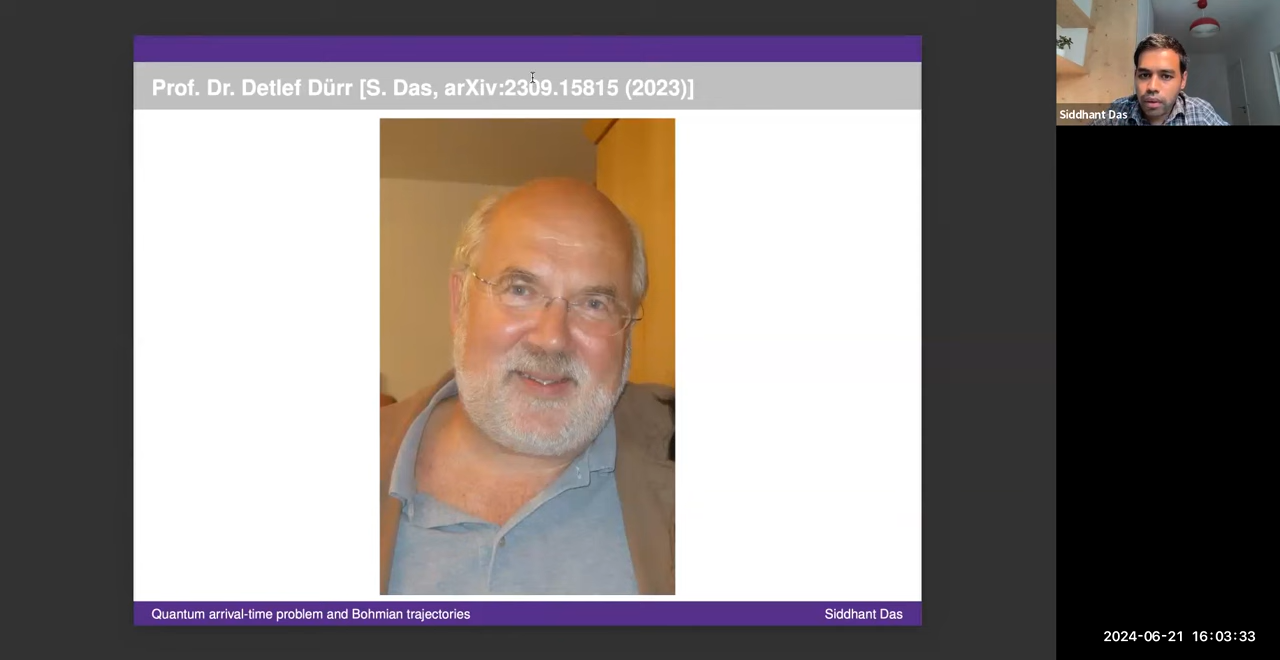 Prof. Dr. Detlef Dürr [S. Das, arXiv:2309.15815 (2023)]
Siddhant Das
Quantum arrival-time problem and Bohmian trajectories
Siddhant Das
2024-06-21 16:03:33